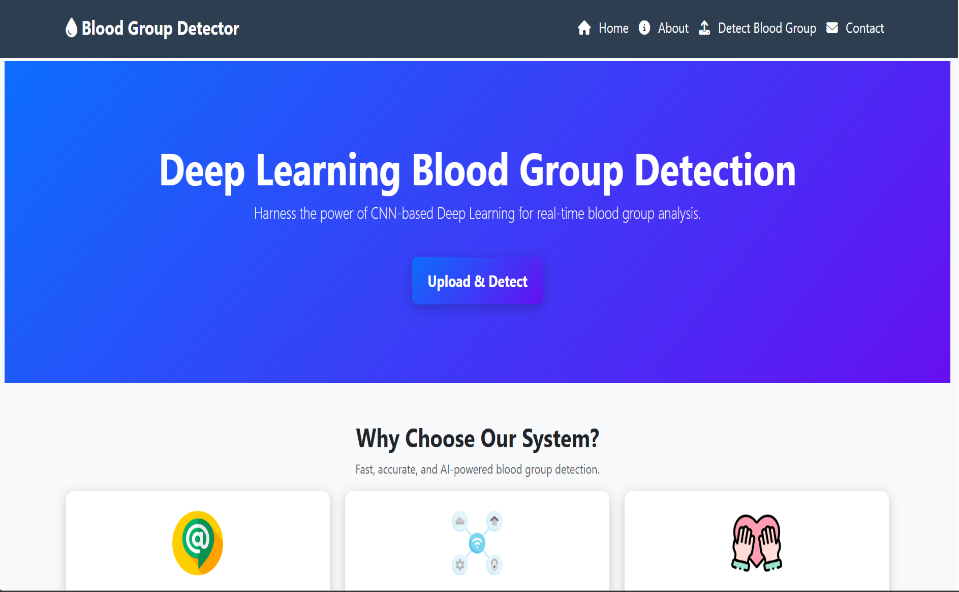 Blood Group Detector
Home About Detect Blood Group Contact
Deep Learning Blood Group Detection
Harness the power of CNN-based Deep Learning for real-time blood group analysis.
Upload & Detect
Why Choose Our System?
Fast, accurate, and AI-powered blood group detection.
@